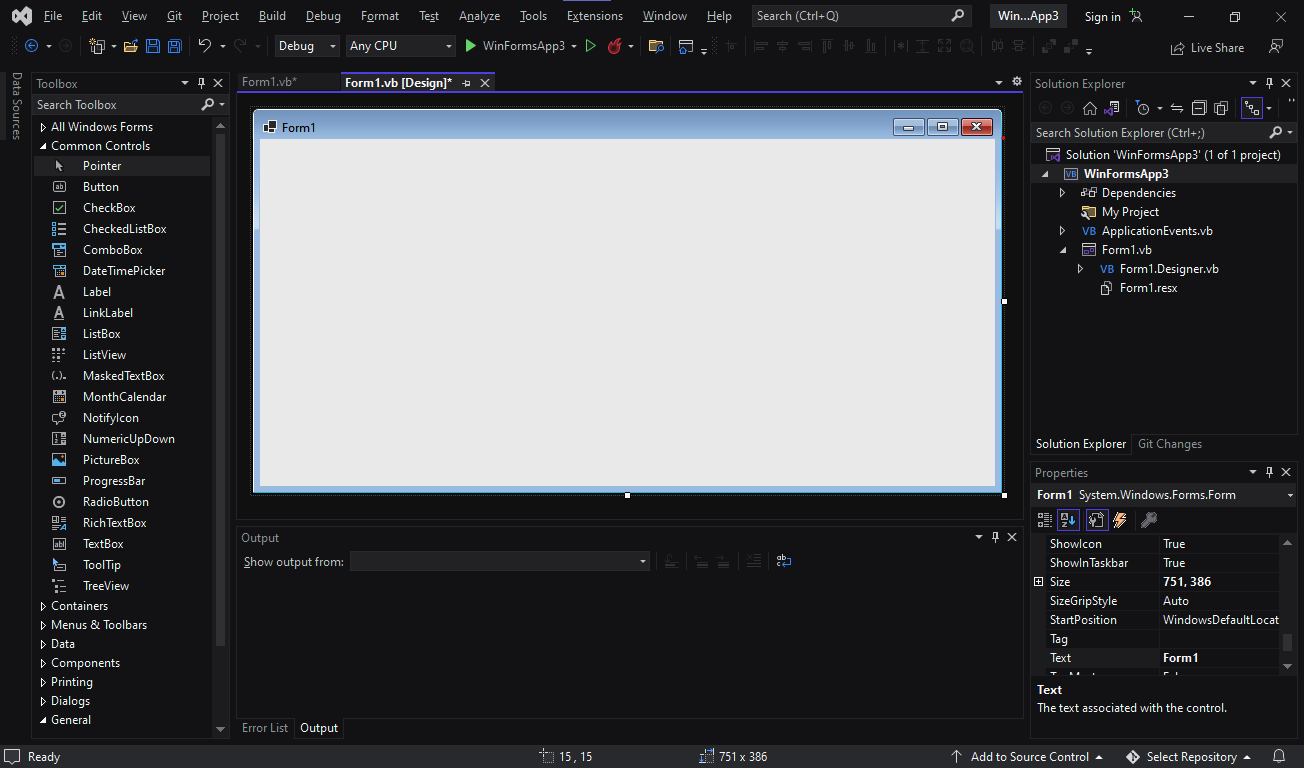 File Edit View Git Project Build Debug Format Test Analyze Tools Extensions Window Help Search (Ctrl+Q) Win...App3 Sign in
Debug Any CPU WinFormsApp3 Live Share
Data Sources
Toolbox
Search Toolbox
All Windows Forms
Common Controls
Pointer
Button
CheckBox
CheckedListBox
ComboBox
DateTimePicker
Label
LinkLabel
ListBox
ListView
MaskedTextBox
MonthCalendar
NotifyIcon
NumericUpDown
PictureBox
ProgressBar
RadioButton
RichTextBox
TextBox
ToolTip
TreeView
Containers
Menus & Toolbars
Data
Components
Printing
Dialogs
General
Form1.vb* Form1.vb [Design]*
Form1
Output
Show output from:
Error List Output
Solution Explorer
Search Solution Explorer (Ctrl+;)
Solution 'WinFormsApp3' (1 of 1 project)
VB WinFormsApp3
Dependencies
My Project
VB ApplicationEvents.vb
Form1.vb
VB Form1.Designer.vb
Form1.resx
Solution Explorer Git Changes
Properties
Form1 System.Windows.Forms.Form
ShowIcon True
ShowInTaskbar True
Size 751, 386
SizeGripStyle Auto
StartPosition WindowsDefaultLocat
Tag
Text Form1
Text
The text associated with the control.
Ready 15 , 15 751 x 386 Add to Source Control Select Repository